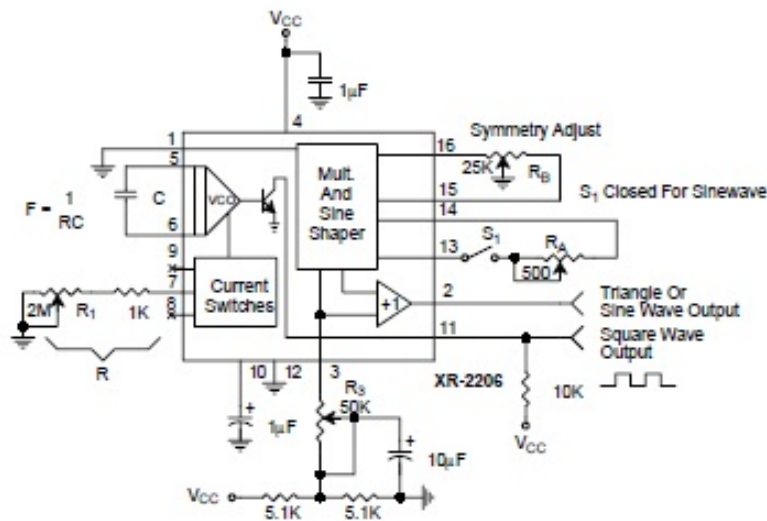 VCC
1µF
4
1
16
Symmetry Adjust
5
25K
RB
Mult.
And
Sine
Shaper
15
S1 Closed For Sinewave
F = 1
RC
C
VCO
14
6
13
S1
RA
9
500
Current
Switches
7
2M
R1
1K
8
+1
2
Triangle Or
Sine Wave Output
11
Square Wave
Output
R
10
12
3
XR-2206
10K
R3
50K
1µF
+
VCC
+
10µF
VCC
5.1K
5.1K